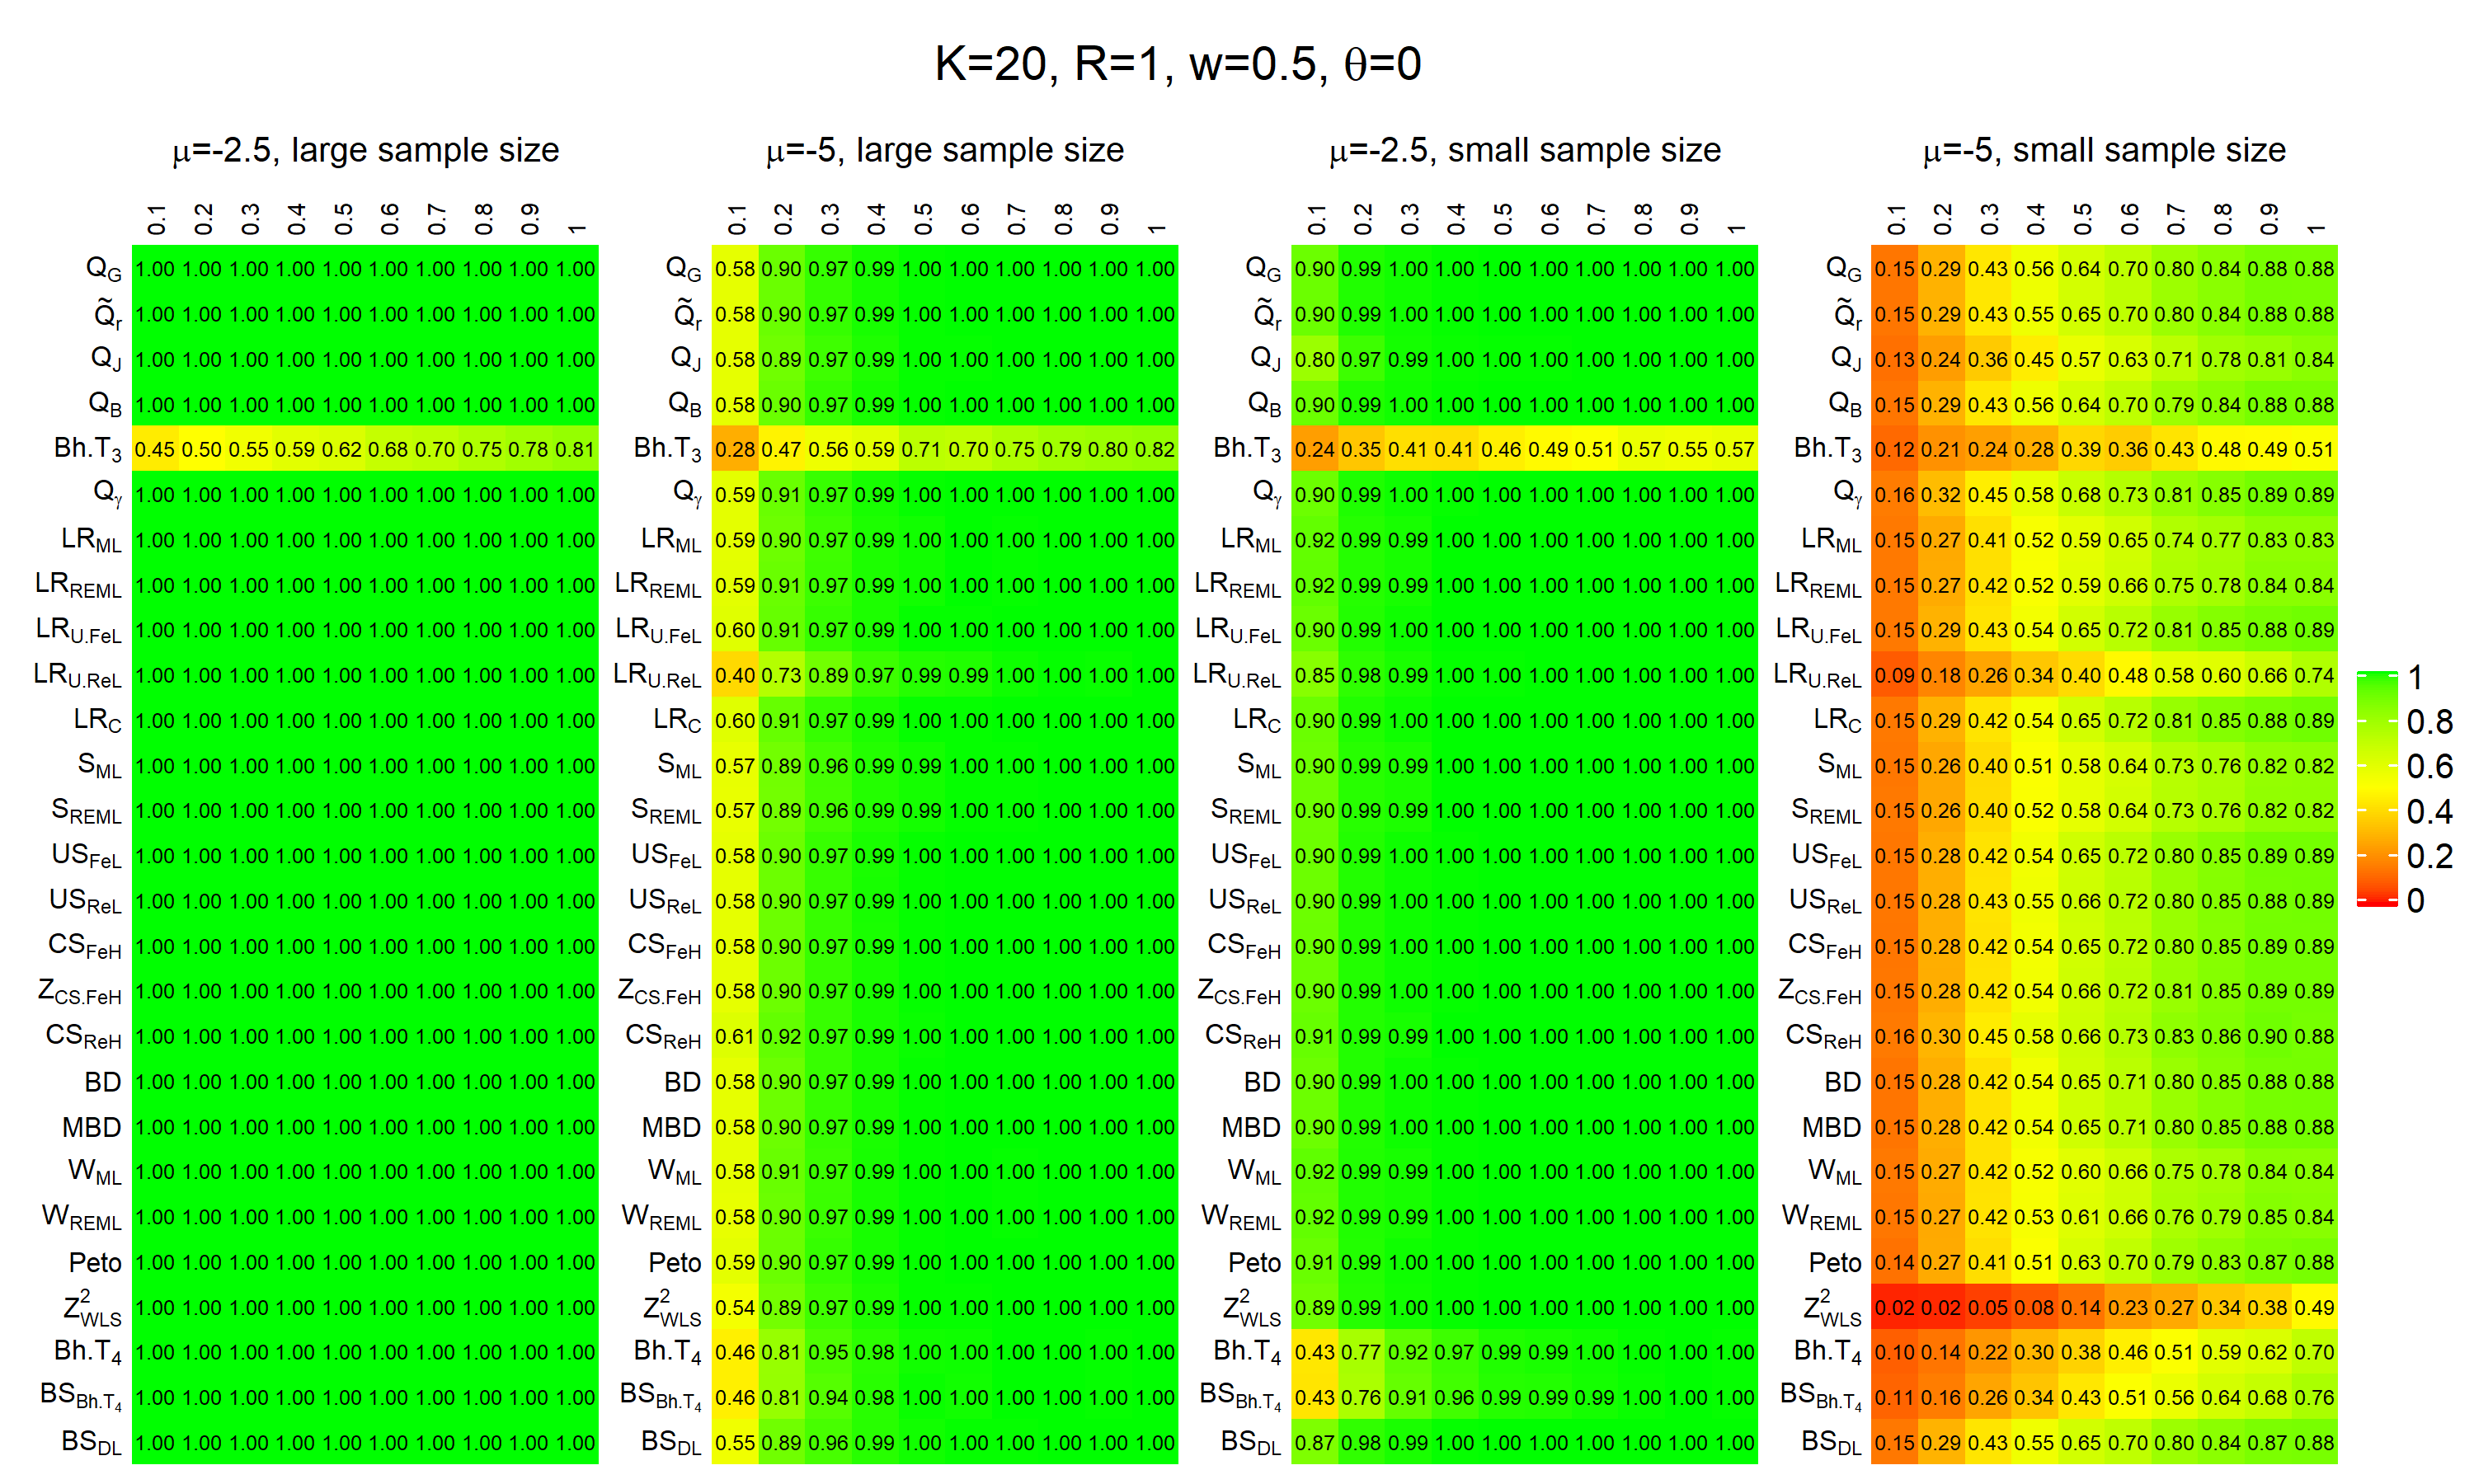 K=20, R=1, w=0.5, θ=0
μ=-2.5, large sample size μ=-5, large sample size μ=-2.5, small sample size μ=-5, small sample size
0.1 0.2 0.3 0.4 0.5 0.6 0.7 0.8 0.9 1 0.1 0.2 0.3 0.4 0.5 0.6 0.7 0.8 0.9 1 0.1 0.2 0.3 0.4 0.5 0.6 0.7 0.8 0.9 1 0.1 0.2 0.3 0.4 0.5 0.6 0.7 0.8 0.9 1
Q_G 1.00 1.00 1.00 1.00 1.00 1.00 1.00 1.00 1.00 1.00 Q_G 0.58 0.90 0.97 0.99 1.00 1.00 1.00 1.00 1.00 1.00 Q_G 0.90 0.99 1.00 1.00 1.00 1.00 1.00 1.00 1.00 1.00 Q_G 0.15 0.29 0.43 0.56 0.64 0.70 0.80 0.84 0.88 0.88
Q̃_r 1.00 1.00 1.00 1.00 1.00 1.00 1.00 1.00 1.00 1.00 Q̃_r 0.58 0.90 0.97 0.99 1.00 1.00 1.00 1.00 1.00 1.00 Q̃_r 0.90 0.99 1.00 1.00 1.00 1.00 1.00 1.00 1.00 1.00 Q̃_r 0.15 0.29 0.43 0.55 0.65 0.70 0.80 0.84 0.88 0.88
Q_J 1.00 1.00 1.00 1.00 1.00 1.00 1.00 1.00 1.00 1.00 Q_J 0.58 0.89 0.97 0.99 1.00 1.00 1.00 1.00 1.00 1.00 Q_J 0.80 0.97 0.99 1.00 1.00 1.00 1.00 1.00 1.00 1.00 Q_J 0.13 0.24 0.36 0.45 0.57 0.63 0.71 0.78 0.81 0.84
Q_B 1.00 1.00 1.00 1.00 1.00 1.00 1.00 1.00 1.00 1.00 Q_B 0.58 0.90 0.97 0.99 1.00 1.00 1.00 1.00 1.00 1.00 Q_B 0.90 0.99 1.00 1.00 1.00 1.00 1.00 1.00 1.00 1.00 Q_B 0.15 0.29 0.43 0.56 0.64 0.70 0.79 0.84 0.88 0.88
Bh.T_3 0.45 0.50 0.55 0.59 0.62 0.68 0.70 0.75 0.78 0.81 Bh.T_3 0.28 0.47 0.56 0.59 0.71 0.70 0.75 0.79 0.80 0.82 Bh.T_3 0.24 0.35 0.41 0.41 0.46 0.49 0.51 0.57 0.55 0.57 Bh.T_3 0.12 0.21 0.24 0.28 0.39 0.36 0.43 0.48 0.49 0.51
Q_γ 1.00 1.00 1.00 1.00 1.00 1.00 1.00 1.00 1.00 1.00 Q_γ 0.59 0.91 0.97 0.99 1.00 1.00 1.00 1.00 1.00 1.00 Q_γ 0.90 0.99 1.00 1.00 1.00 1.00 1.00 1.00 1.00 1.00 Q_γ 0.16 0.32 0.45 0.58 0.68 0.73 0.81 0.85 0.89 0.89
LR_ML 1.00 1.00 1.00 1.00 1.00 1.00 1.00 1.00 1.00 1.00 LR_ML 0.59 0.90 0.97 0.99 1.00 1.00 1.00 1.00 1.00 1.00 LR_ML 0.92 0.99 0.99 1.00 1.00 1.00 1.00 1.00 1.00 1.00 LR_ML 0.15 0.27 0.41 0.52 0.59 0.65 0.74 0.77 0.83 0.83
LR_REML 1.00 1.00 1.00 1.00 1.00 1.00 1.00 1.00 1.00 1.00 LR_REML 0.59 0.91 0.97 0.99 1.00 1.00 1.00 1.00 1.00 1.00 LR_REML 0.92 0.99 0.99 1.00 1.00 1.00 1.00 1.00 1.00 1.00 LR_REML 0.15 0.27 0.42 0.52 0.59 0.66 0.75 0.78 0.84 0.84
LR_U.FeL 1.00 1.00 1.00 1.00 1.00 1.00 1.00 1.00 1.00 1.00 LR_U.FeL 0.60 0.91 0.97 0.99 1.00 1.00 1.00 1.00 1.00 1.00 LR_U.FeL 0.90 0.99 1.00 1.00 1.00 1.00 1.00 1.00 1.00 1.00 LR_U.FeL 0.15 0.29 0.43 0.54 0.65 0.72 0.81 0.85 0.88 0.89
LR_U.ReL 1.00 1.00 1.00 1.00 1.00 1.00 1.00 1.00 1.00 1.00 LR_U.ReL 0.40 0.73 0.89 0.97 0.99 0.99 1.00 1.00 1.00 1.00 LR_U.ReL 0.85 0.98 0.99 1.00 1.00 1.00 1.00 1.00 1.00 1.00 LR_U.ReL 0.09 0.18 0.26 0.34 0.40 0.48 0.58 0.60 0.66 0.74
LR_C 1.00 1.00 1.00 1.00 1.00 1.00 1.00 1.00 1.00 1.00 LR_C 0.60 0.91 0.97 0.99 1.00 1.00 1.00 1.00 1.00 1.00 LR_C 0.90 0.99 1.00 1.00 1.00 1.00 1.00 1.00 1.00 1.00 LR_C 0.15 0.29 0.42 0.54 0.65 0.72 0.81 0.85 0.88 0.89
S_ML 1.00 1.00 1.00 1.00 1.00 1.00 1.00 1.00 1.00 1.00 S_ML 0.57 0.89 0.96 0.99 0.99 1.00 1.00 1.00 1.00 1.00 S_ML 0.90 0.99 0.99 1.00 1.00 1.00 1.00 1.00 1.00 1.00 S_ML 0.15 0.26 0.40 0.51 0.58 0.64 0.73 0.76 0.82 0.82
S_REML 1.00 1.00 1.00 1.00 1.00 1.00 1.00 1.00 1.00 1.00 S_REML 0.57 0.89 0.96 0.99 0.99 1.00 1.00 1.00 1.00 1.00 S_REML 0.90 0.99 0.99 1.00 1.00 1.00 1.00 1.00 1.00 1.00 S_REML 0.15 0.26 0.40 0.52 0.58 0.64 0.73 0.76 0.82 0.82
US_FeL 1.00 1.00 1.00 1.00 1.00 1.00 1.00 1.00 1.00 1.00 US_FeL 0.58 0.90 0.97 0.99 1.00 1.00 1.00 1.00 1.00 1.00 US_FeL 0.90 0.99 1.00 1.00 1.00 1.00 1.00 1.00 1.00 1.00 US_FeL 0.15 0.28 0.42 0.54 0.65 0.72 0.80 0.85 0.89 0.89
US_ReL 1.00 1.00 1.00 1.00 1.00 1.00 1.00 1.00 1.00 1.00 US_ReL 0.58 0.90 0.97 0.99 1.00 1.00 1.00 1.00 1.00 1.00 US_ReL 0.90 0.99 1.00 1.00 1.00 1.00 1.00 1.00 1.00 1.00 US_ReL 0.15 0.28 0.43 0.55 0.66 0.72 0.80 0.85 0.88 0.89
CS_FeH 1.00 1.00 1.00 1.00 1.00 1.00 1.00 1.00 1.00 1.00 CS_FeH 0.58 0.90 0.97 0.99 1.00 1.00 1.00 1.00 1.00 1.00 CS_FeH 0.90 0.99 1.00 1.00 1.00 1.00 1.00 1.00 1.00 1.00 CS_FeH 0.15 0.28 0.42 0.54 0.65 0.72 0.80 0.85 0.89 0.89
Z_CS.FeH 1.00 1.00 1.00 1.00 1.00 1.00 1.00 1.00 1.00 1.00 Z_CS.FeH 0.58 0.90 0.97 0.99 1.00 1.00 1.00 1.00 1.00 1.00 Z_CS.FeH 0.90 0.99 1.00 1.00 1.00 1.00 1.00 1.00 1.00 1.00 Z_CS.FeH 0.15 0.28 0.42 0.54 0.66 0.72 0.81 0.85 0.89 0.89
CS_ReH 1.00 1.00 1.00 1.00 1.00 1.00 1.00 1.00 1.00 1.00 CS_ReH 0.61 0.92 0.97 0.99 1.00 1.00 1.00 1.00 1.00 1.00 CS_ReH 0.91 0.99 0.99 1.00 1.00 1.00 1.00 1.00 1.00 1.00 CS_ReH 0.16 0.30 0.45 0.58 0.66 0.73 0.83 0.86 0.90 0.88
BD 1.00 1.00 1.00 1.00 1.00 1.00 1.00 1.00 1.00 1.00 BD 0.58 0.90 0.97 0.99 1.00 1.00 1.00 1.00 1.00 1.00 BD 0.90 0.99 1.00 1.00 1.00 1.00 1.00 1.00 1.00 1.00 BD 0.15 0.28 0.42 0.54 0.65 0.71 0.80 0.85 0.88 0.88
MBD 1.00 1.00 1.00 1.00 1.00 1.00 1.00 1.00 1.00 1.00 MBD 0.58 0.90 0.97 0.99 1.00 1.00 1.00 1.00 1.00 1.00 MBD 0.90 0.99 1.00 1.00 1.00 1.00 1.00 1.00 1.00 1.00 MBD 0.15 0.28 0.42 0.54 0.65 0.71 0.80 0.85 0.88 0.88
W_ML 1.00 1.00 1.00 1.00 1.00 1.00 1.00 1.00 1.00 1.00 W_ML 0.58 0.91 0.97 0.99 1.00 1.00 1.00 1.00 1.00 1.00 W_ML 0.92 0.99 0.99 1.00 1.00 1.00 1.00 1.00 1.00 1.00 W_ML 0.15 0.27 0.42 0.52 0.60 0.66 0.75 0.78 0.84 0.84
W_REML 1.00 1.00 1.00 1.00 1.00 1.00 1.00 1.00 1.00 1.00 W_REML 0.58 0.90 0.97 0.99 1.00 1.00 1.00 1.00 1.00 1.00 W_REML 0.92 0.99 0.99 1.00 1.00 1.00 1.00 1.00 1.00 1.00 W_REML 0.15 0.27 0.42 0.53 0.61 0.66 0.76 0.79 0.85 0.84
Peto 1.00 1.00 1.00 1.00 1.00 1.00 1.00 1.00 1.00 1.00 Peto 0.59 0.90 0.97 0.99 1.00 1.00 1.00 1.00 1.00 1.00 Peto 0.91 0.99 1.00 1.00 1.00 1.00 1.00 1.00 1.00 1.00 Peto 0.14 0.27 0.41 0.51 0.63 0.70 0.79 0.83 0.87 0.88
Z²_WLS 1.00 1.00 1.00 1.00 1.00 1.00 1.00 1.00 1.00 1.00 Z²_WLS 0.54 0.89 0.97 0.99 1.00 1.00 1.00 1.00 1.00 1.00 Z²_WLS 0.89 0.99 1.00 1.00 1.00 1.00 1.00 1.00 1.00 1.00 Z²_WLS 0.02 0.02 0.05 0.08 0.14 0.23 0.27 0.34 0.38 0.49
Bh.T_4 1.00 1.00 1.00 1.00 1.00 1.00 1.00 1.00 1.00 1.00 Bh.T_4 0.46 0.81 0.95 0.98 1.00 1.00 1.00 1.00 1.00 1.00 Bh.T_4 0.43 0.77 0.92 0.97 0.99 0.99 1.00 1.00 1.00 1.00 Bh.T_4 0.10 0.14 0.22 0.30 0.38 0.46 0.51 0.59 0.62 0.70
BS_Bh.T_4 1.00 1.00 1.00 1.00 1.00 1.00 1.00 1.00 1.00 1.00 BS_Bh.T_4 0.46 0.81 0.94 0.98 1.00 1.00 1.00 1.00 1.00 1.00 BS_Bh.T_4 0.43 0.76 0.91 0.96 0.99 0.99 0.99 1.00 1.00 1.00 BS_Bh.T_4 0.11 0.16 0.26 0.34 0.43 0.51 0.56 0.64 0.68 0.76
BS_DL 1.00 1.00 1.00 1.00 1.00 1.00 1.00 1.00 1.00 1.00 BS_DL 0.55 0.89 0.96 0.99 1.00 1.00 1.00 1.00 1.00 1.00 BS_DL 0.87 0.98 0.99 1.00 1.00 1.00 1.00 1.00 1.00 1.00 BS_DL 0.15 0.29 0.43 0.55 0.65 0.70 0.80 0.84 0.87 0.88
1
0.8
0.6
0.4
0.2
0